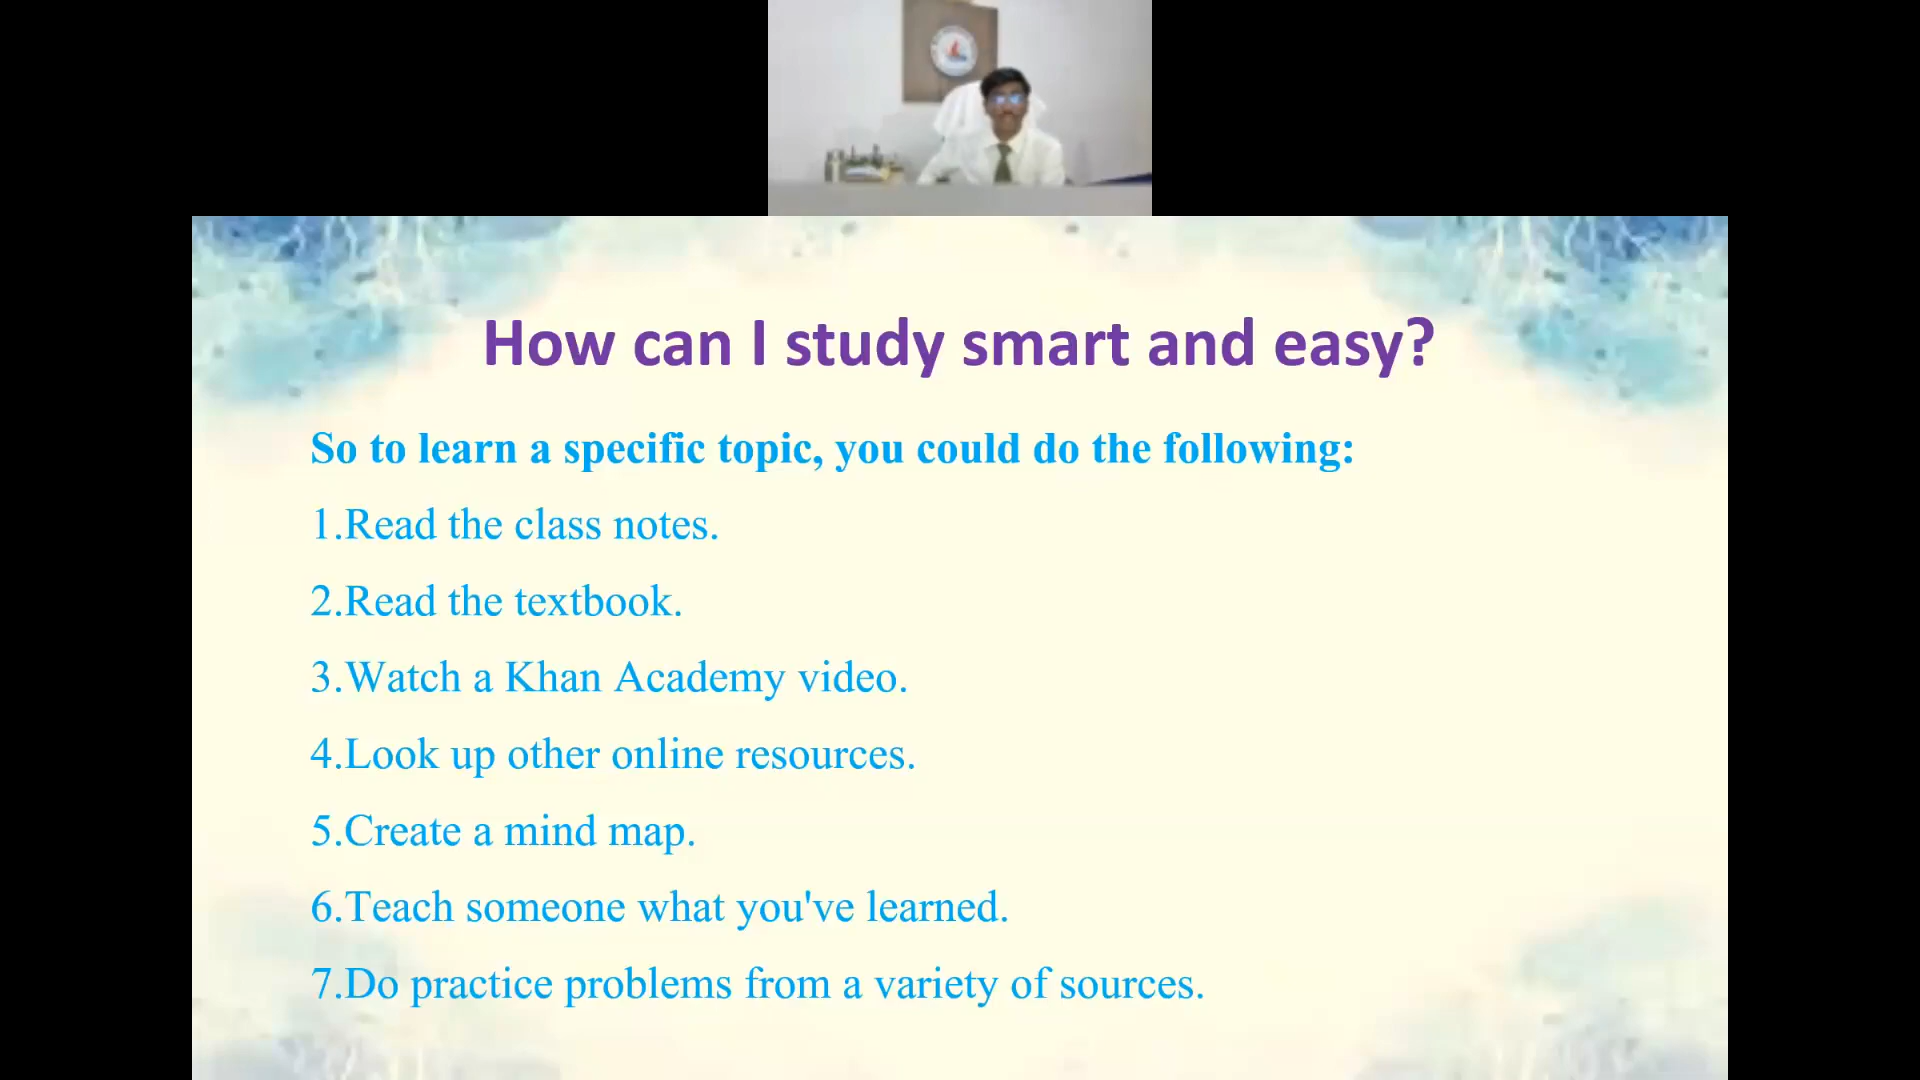 How can I study smart and easy?
So to learn a specific topic, you could do the following:
1.Read the class notes.
2.Read the textbook.
3.Watch a Khan Academy video.
4.Look up other online resources.
5.Create a mind map.
6.Teach someone what you've learned.
7.Do practice problems from a variety of sources.